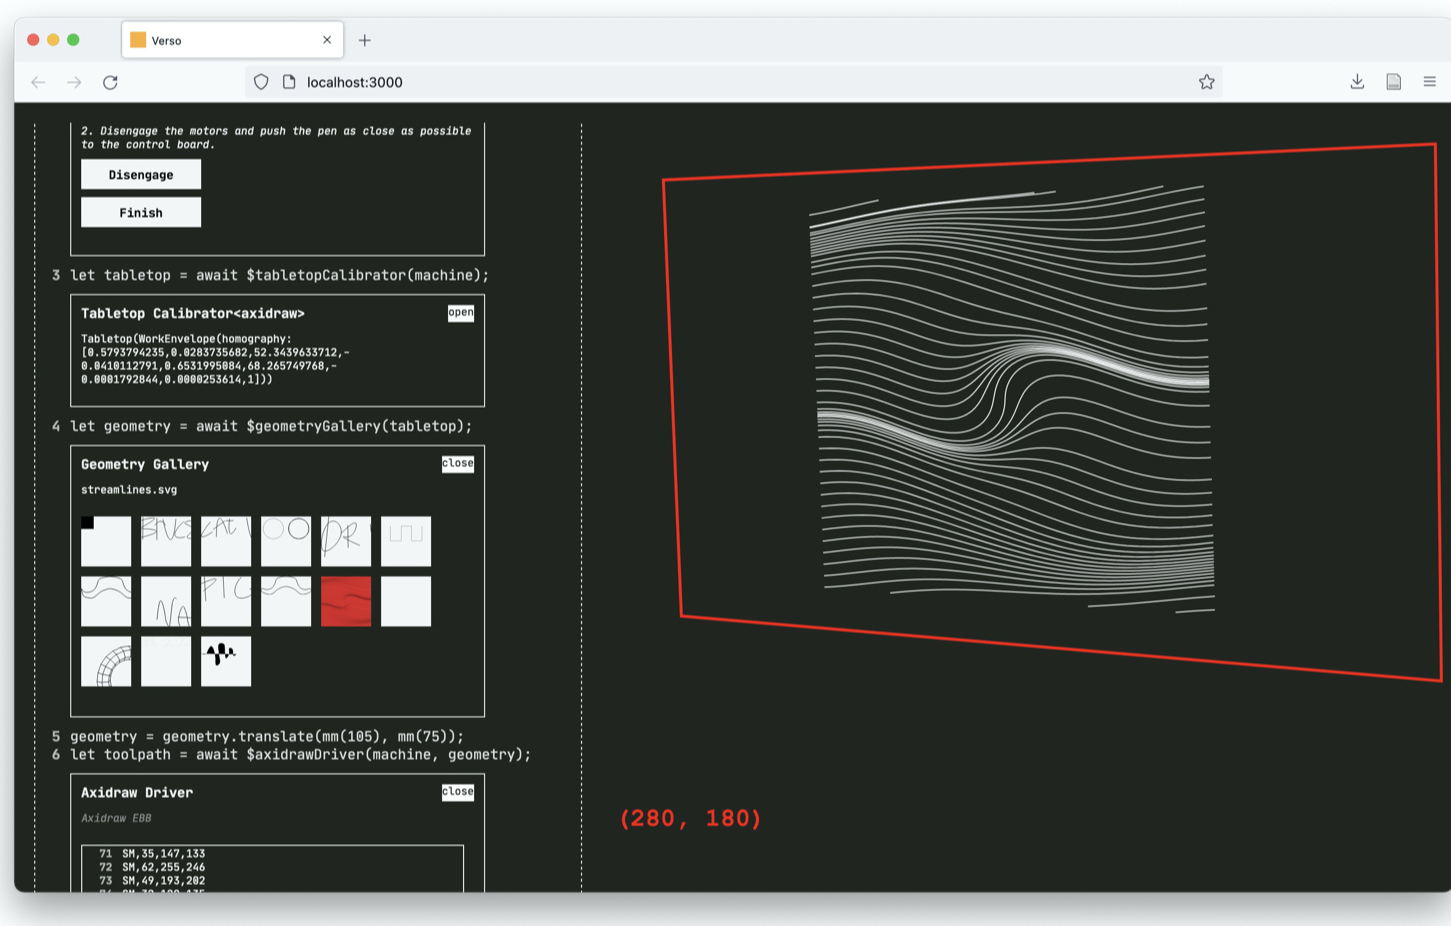 Verso
localhost:3000
2. Disengage the motors and push the pen as close as possible
to the control board.
Disengage
Finish
3 let tabletop = await $tabletopCalibrator(machine);
Tabletop Calibrator<axidraw>
open
Tabletop(WorkEnvelope(homography:
[0.5793794235,0.0283735682,52.3439633712,-
0.0410112791,0.6531995084,68.265749768,-
0.0001792844,0.0000253614,1]))
4 let geometry = await $geometryGallery(tabletop);
Geometry Gallery
close
streamlines.svg
5 geometry = geometry.translate(mm(105), mm(75));
6 let toolpath = await $axidrawDriver(machine, geometry);
Axidraw Driver
close
Axidraw EBB
71 SM,35,147,133
72 SM,62,255,246
73 SM,49,193,202
(280, 180)